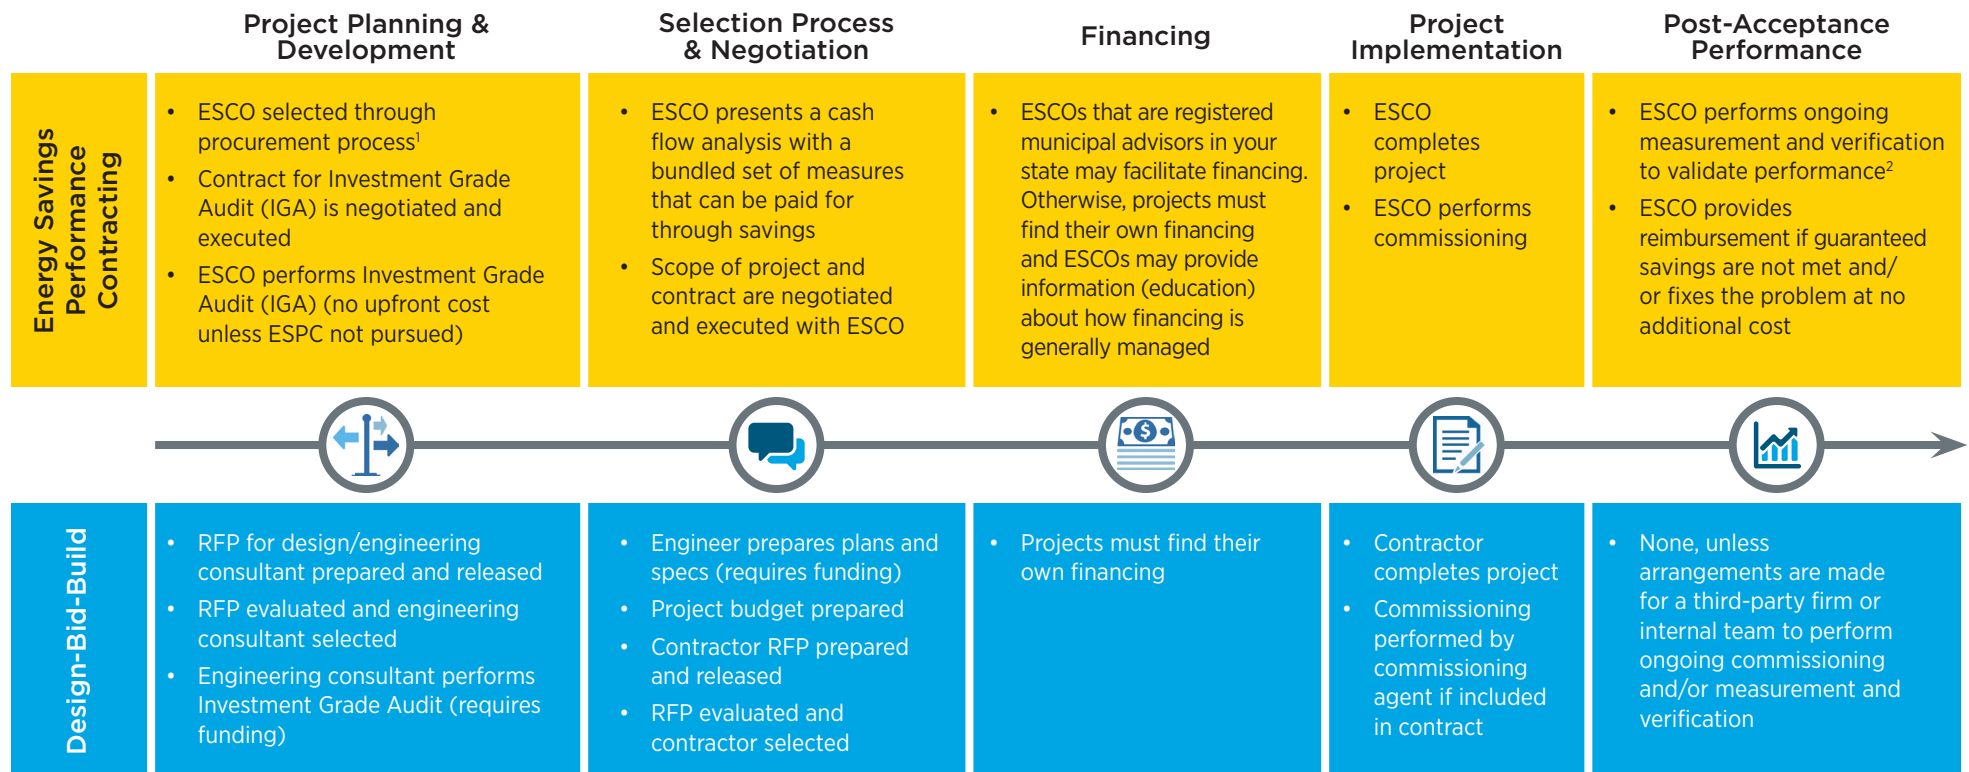 Project Planning &
Development
Selection Process
& Negotiation
Financing
Project
Implementation
Post-Acceptance
Performance
Energy Savings
Performance
Contracting
• ESCO selected through
procurement process¹
• Contract for Investment Grade
Audit (IGA) is negotiated and
executed
• ESCO performs Investment Grade
Audit (IGA) (no upfront cost
unless ESPC not pursued)
• ESCO presents a cash
flow analysis with a
bundled set of measures
that can be paid for
through savings
• Scope of project and
contract are negotiated
and executed with ESCO
• ESCOs that are registered
municipal advisors in your
state may facilitate financing.
Otherwise, projects must
find their own financing
and ESCOs may provide
information (education)
about how financing is
generally managed
• ESCO
completes
project
• ESCO performs
commissioning
• ESCO performs ongoing
measurement and verification
to validate performance²
• ESCO provides
reimbursement if guaranteed
savings are not met and/
or fixes the problem at no
additional cost
$
Design-Bid-Build
• RFP for design/engineering
consultant prepared and released
• RFP evaluated and engineering
consultant selected
• Engineering consultant performs
Investment Grade Audit (requires
funding)
• Engineer prepares plans and
specs (requires funding)
• Project budget prepared
• Contractor RFP prepared
and released
• RFP evaluated and
contractor selected
• Projects must find their
own financing
• Contractor
completes project
• Commissioning
performed by
commissioning
agent if included
in contract
• None, unless
arrangements are made
for a third-party firm or
internal team to perform
ongoing commissioning
and/or measurement and
verification